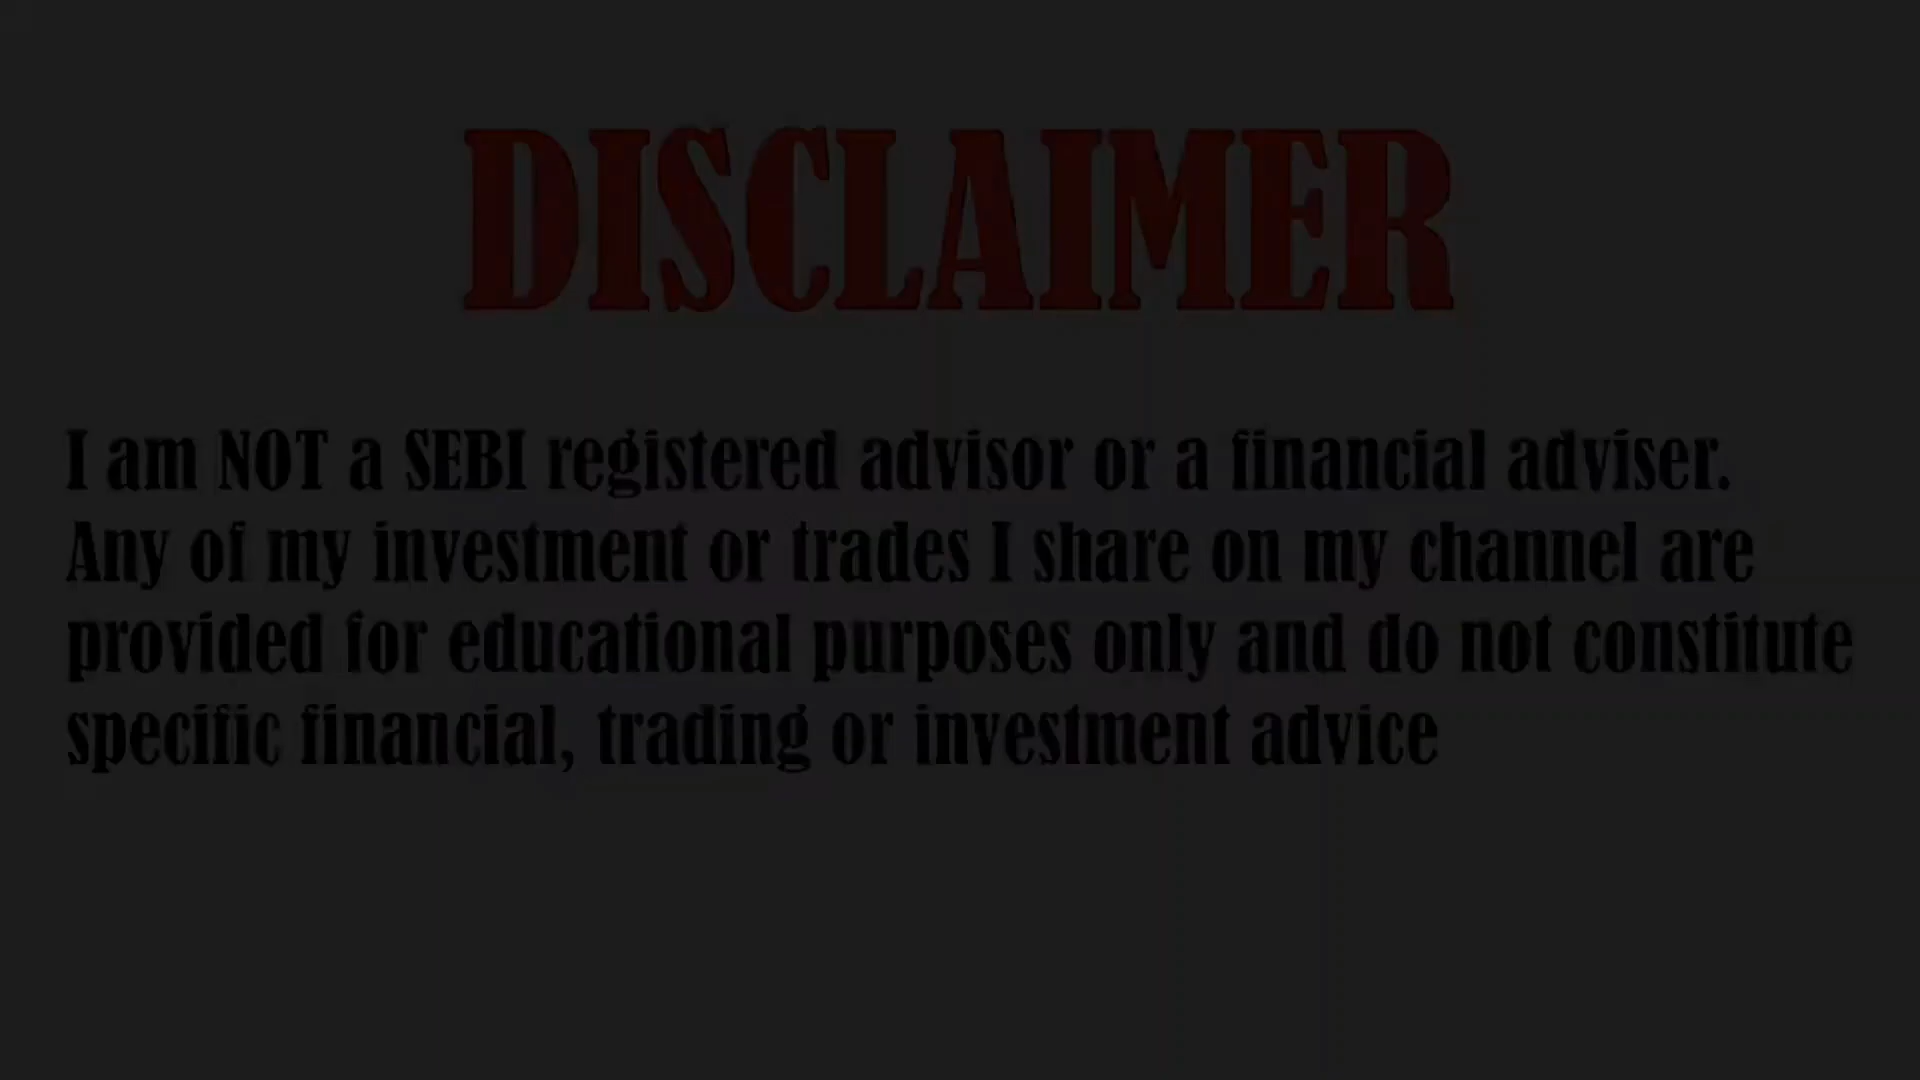 DISCLAIMER
I am NOT a SEBI registered advisor or a financial adviser.
Any of my investment or trades I share on my channel are
provided for educational purposes only and do not constitute
specific financial, trading or investment advice